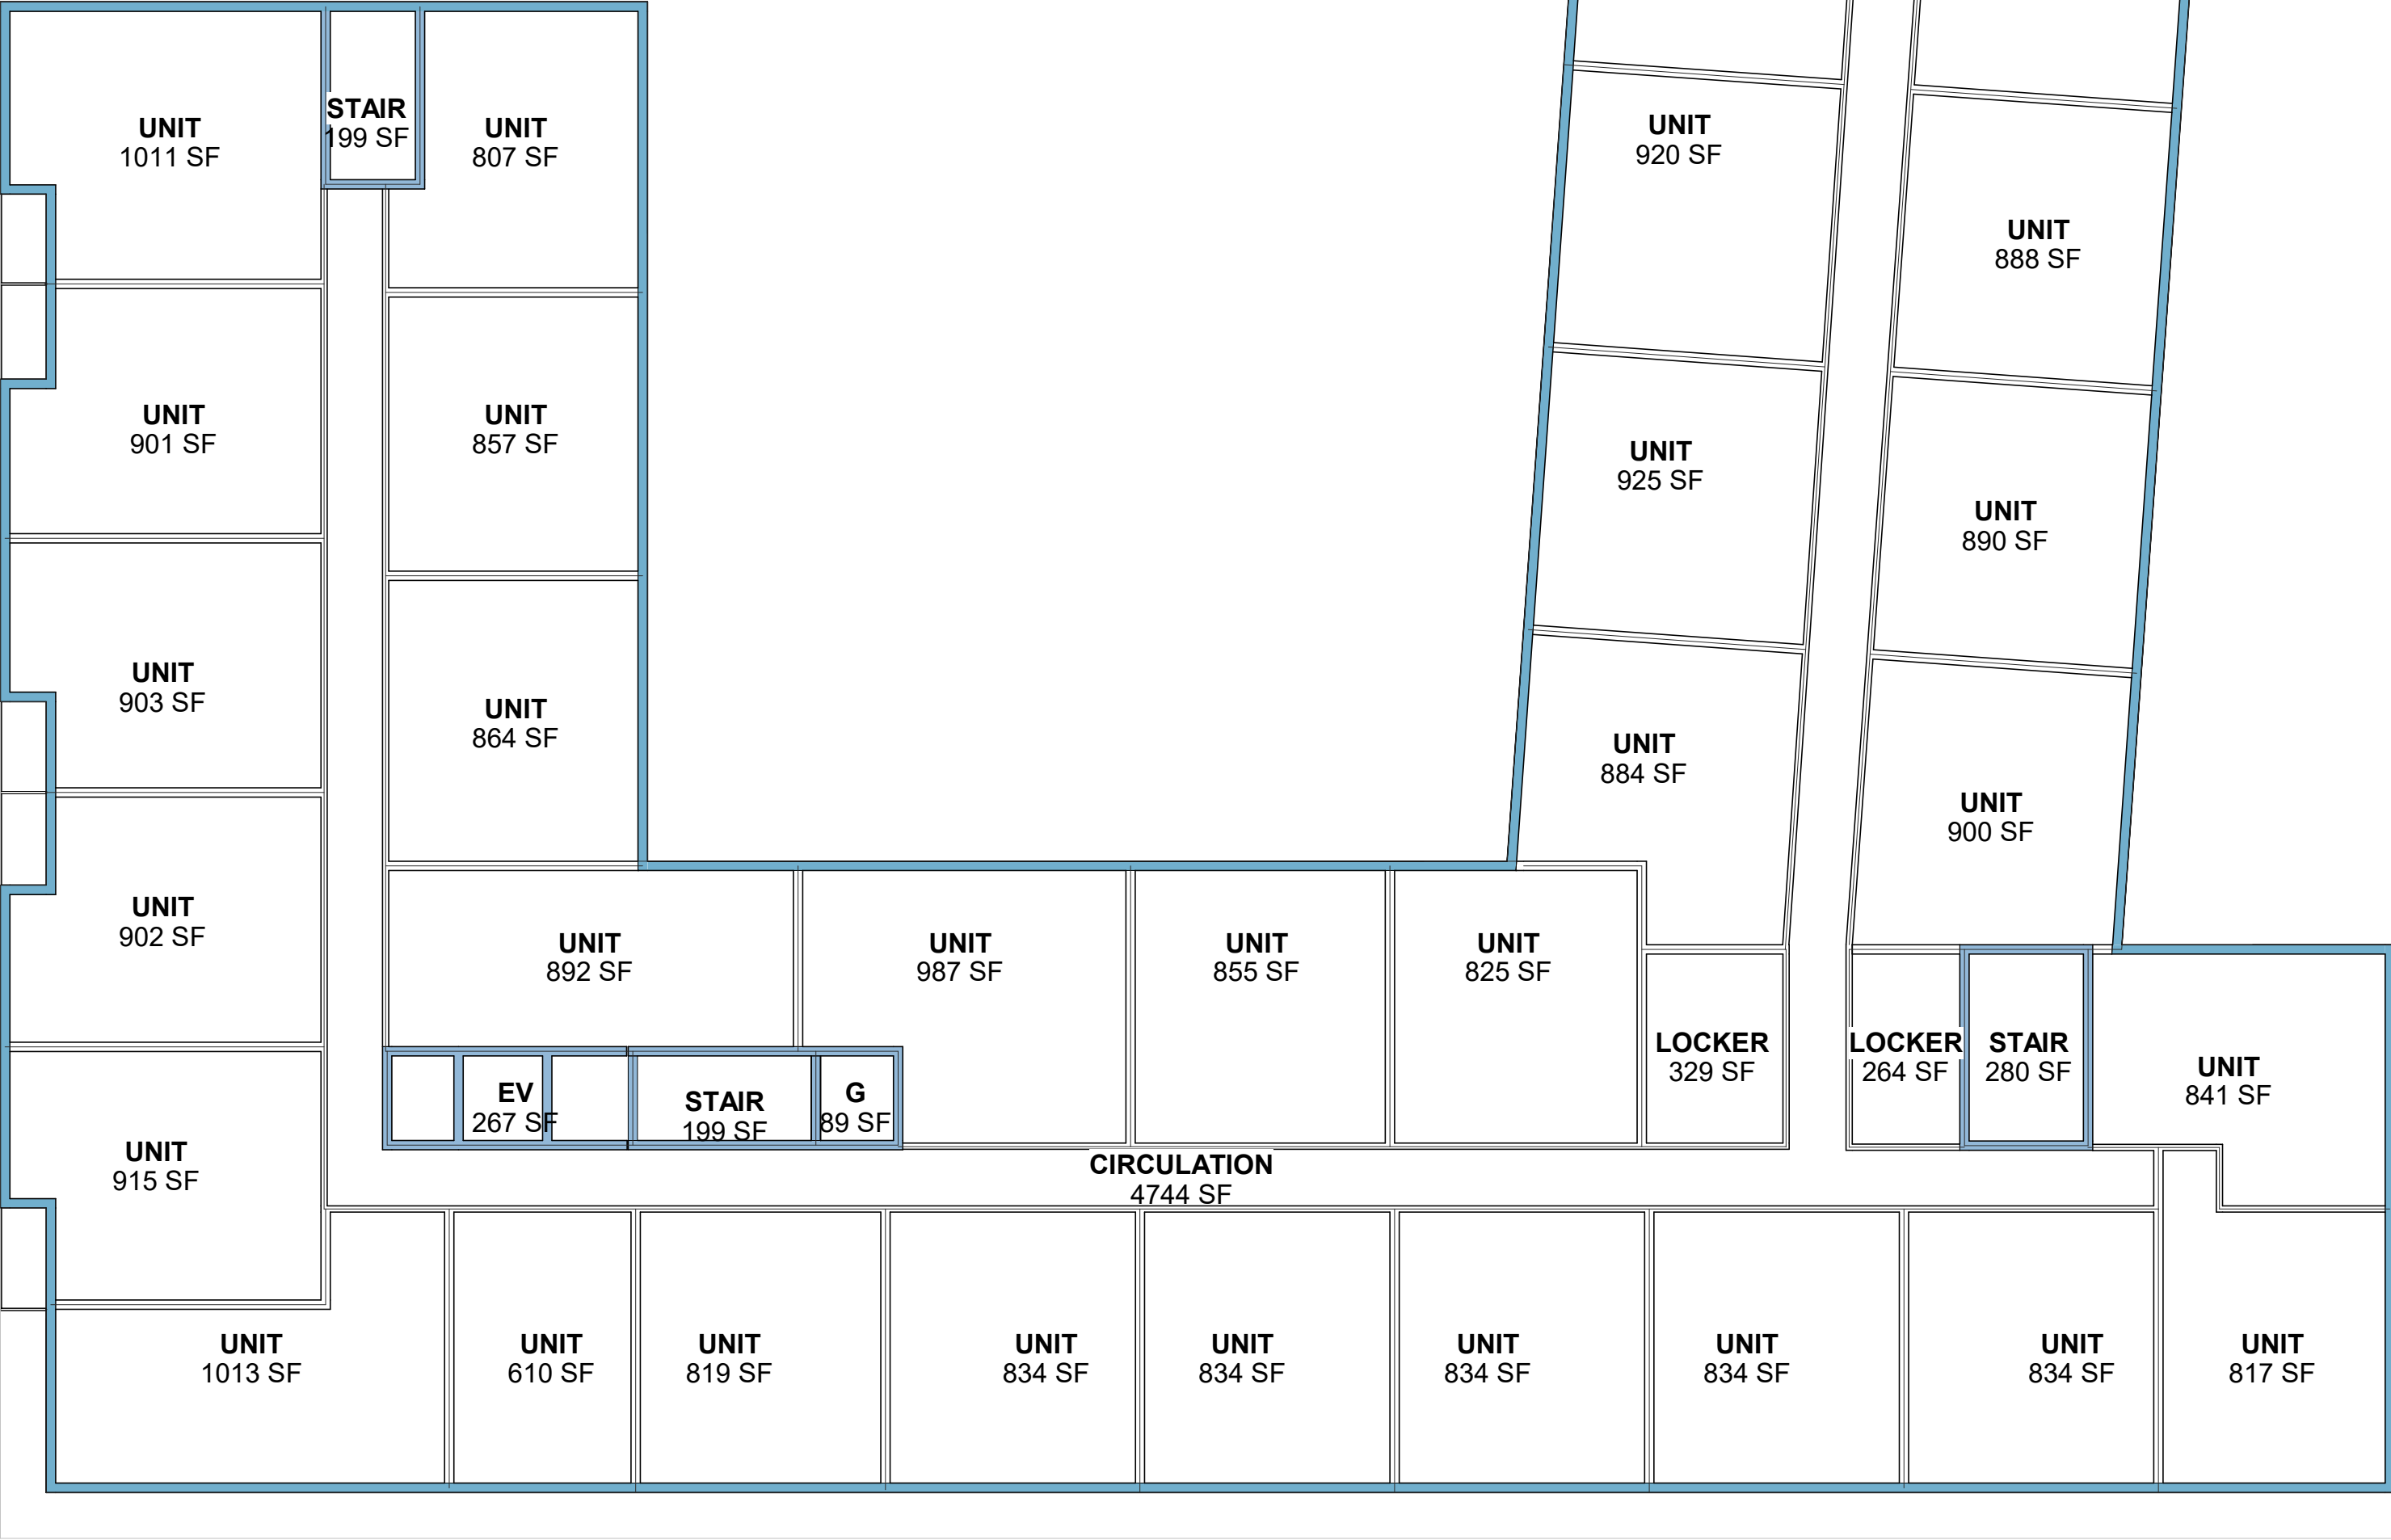 STAIR
199 SF
UNIT
1011 SF
UNIT
807 SF
UNIT
920 SF
UNIT
888 SF
UNIT
901 SF
UNIT
857 SF
UNIT
925 SF
UNIT
890 SF
UNIT
903 SF
UNIT
864 SF
UNIT
884 SF
UNIT
900 SF
UNIT
902 SF
UNIT
892 SF
UNIT
987 SF
UNIT
855 SF
UNIT
825 SF
LOCKER
329 SF
LOCKER
264 SF
STAIR
280 SF
UNIT
841 SF
EV
267 SF
STAIR
199 SF
G
89 SF
UNIT
915 SF
CIRCULATION
4744 SF
UNIT
1013 SF
UNIT
610 SF
UNIT
819 SF
UNIT
834 SF
UNIT
834 SF
UNIT
834 SF
UNIT
834 SF
UNIT
834 SF
UNIT
817 SF